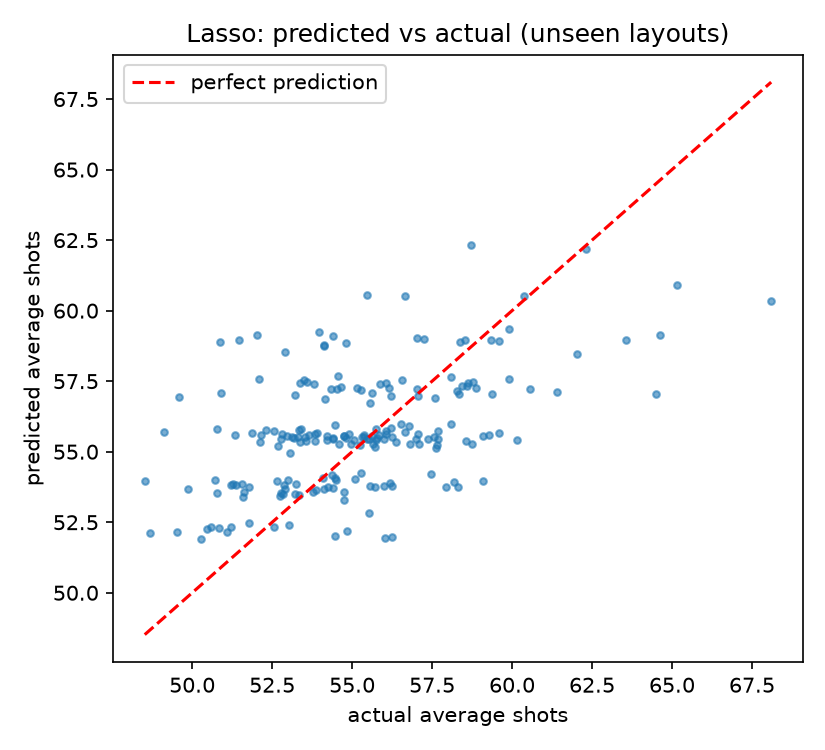 Lasso: predicted vs actual (unseen layouts)
perfect prediction
67.5
65.0
62.5
60.0
57.5
55.0
52.5
50.0
predicted average shots
50.0 52.5 55.0 57.5 60.0 62.5 65.0 67.5
actual average shots